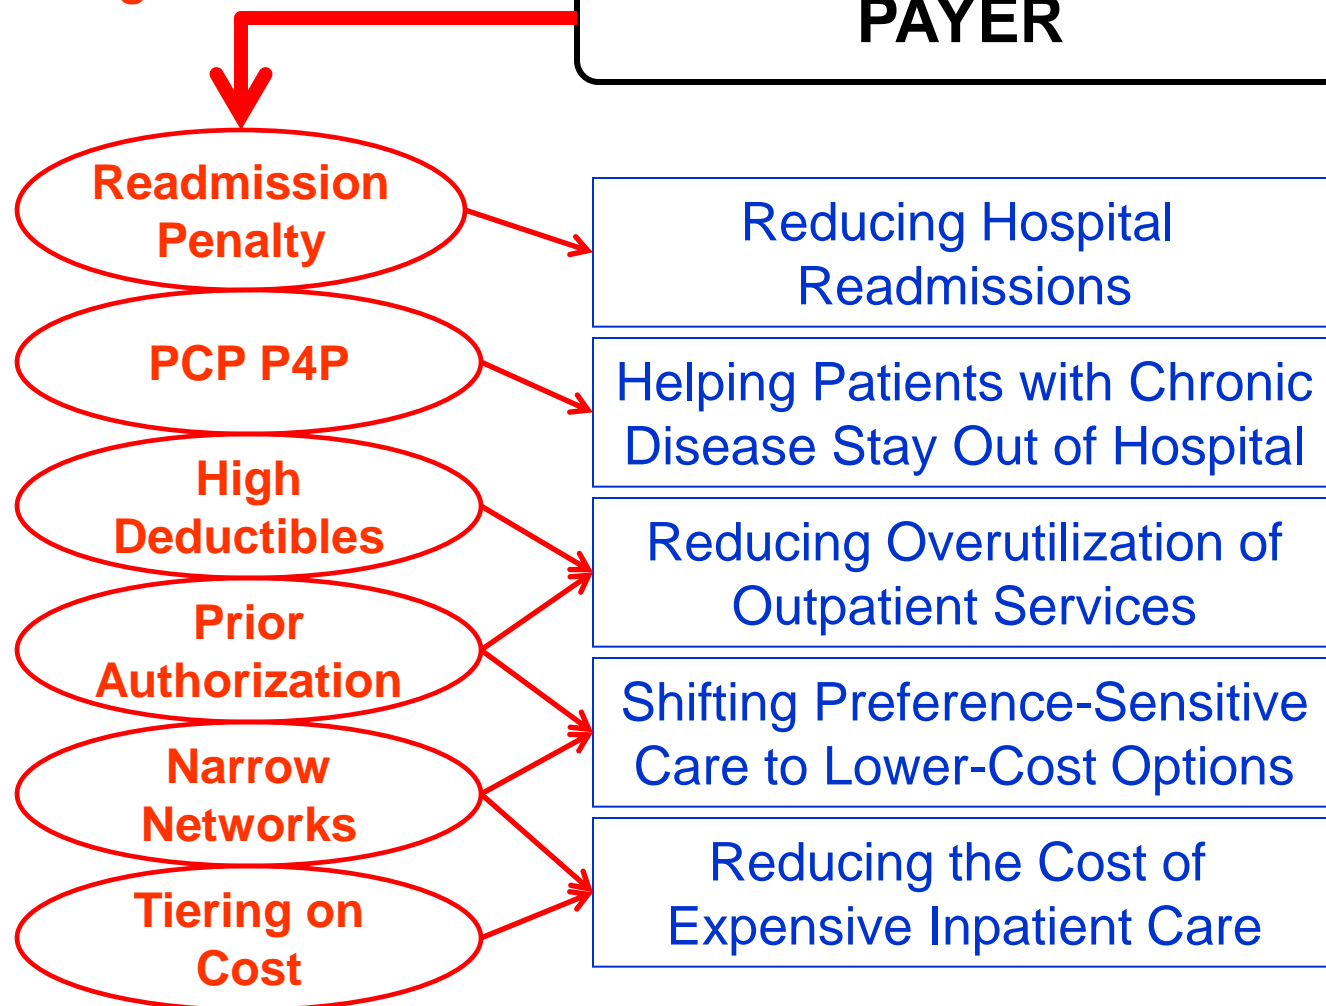 PAYER
Readmission
Penalty
PCP P4P
High
Deductibles
Prior
Authorization
Narrow
Networks
Tiering on
Cost
Reducing Hospital
Readmissions
Helping Patients with Chronic
Disease Stay Out of Hospital
Reducing Overutilization of
Outpatient Services
Shifting Preference-Sensitive
Care to Lower-Cost Options
Reducing the Cost of
Expensive Inpatient Care